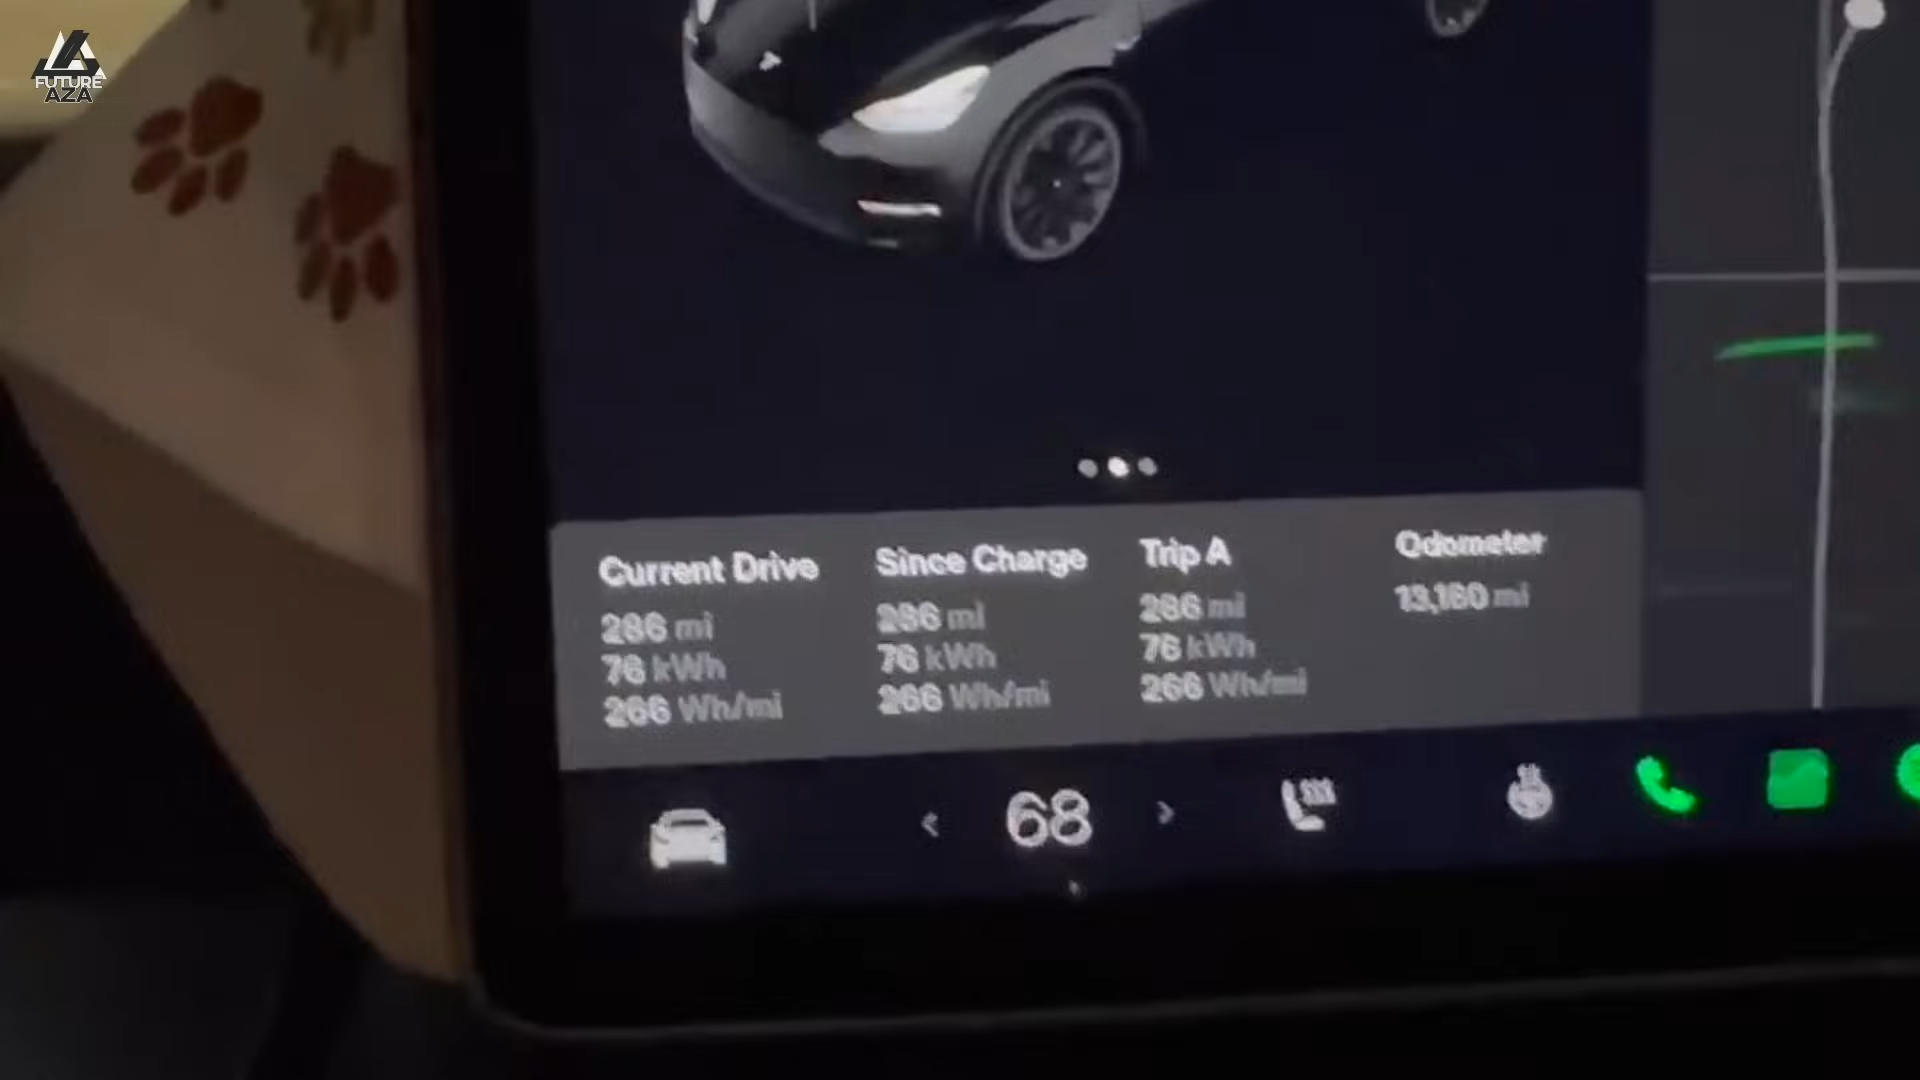 FUTURE
AZA
Current Drive
286 mi
76 kWh
266 Wh/mi
Since Charge
286 mi
76 kWh
266 Wh/mi
Trip A
286 mi
76 kWh
266 Wh/mi
Odometer
13,160 mi
< 68 >